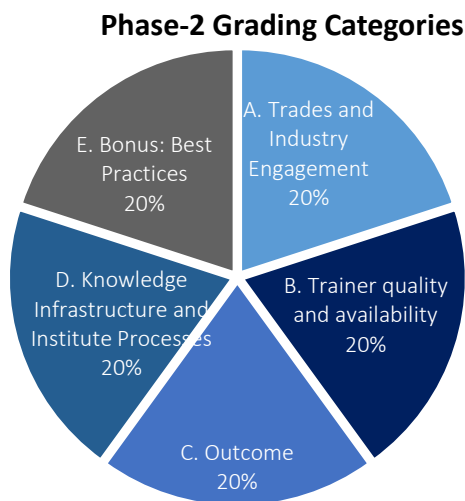 Phase-2 Grading Categories
A. Trades and
Industry
Engagement
20%
B. Trainer quality
and availability
20%
C. Outcome
20%
D. Knowledge
Infrastructure and
Institute Processes
20%
E. Bonus: Best
Practices
20%